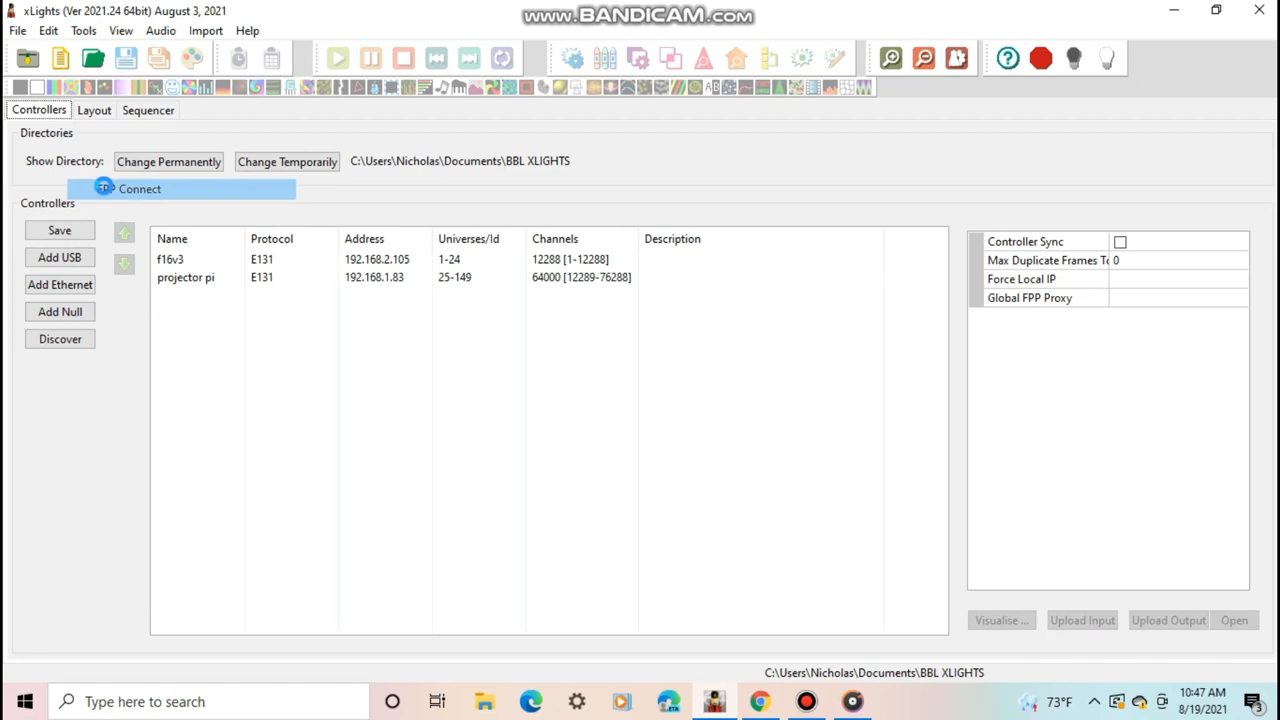 xLights (Ver 2021.24 64bit) August 3, 2021
www.BANDICAM.com
File Edit Tools View Audio Import Help
Controllers Layout Sequencer
Directories
Show Directory: Change Permanently Change Temporarily C:\Users\Nicholas\Documents\BBL XLIGHTS
FPP Connect
Controllers
Save
Add USB
Add Ethernet
Add Null
Discover
Name Protocol Address Universes/Id Channels Description
f16v3 E131 192.168.2.105 1-24 12288 [1-12288]
projector pi E131 192.168.1.83 25-149 64000 [12289-76288]
Controller Sync
Max Duplicate Frames To 0
Force Local IP
Global FPP Proxy
Visualise ... Upload Input Upload Output Open
C:\Users\Nicholas\Documents\BBL XLIGHTS
Type here to search
73°F
10:47 AM
8/19/2021
3